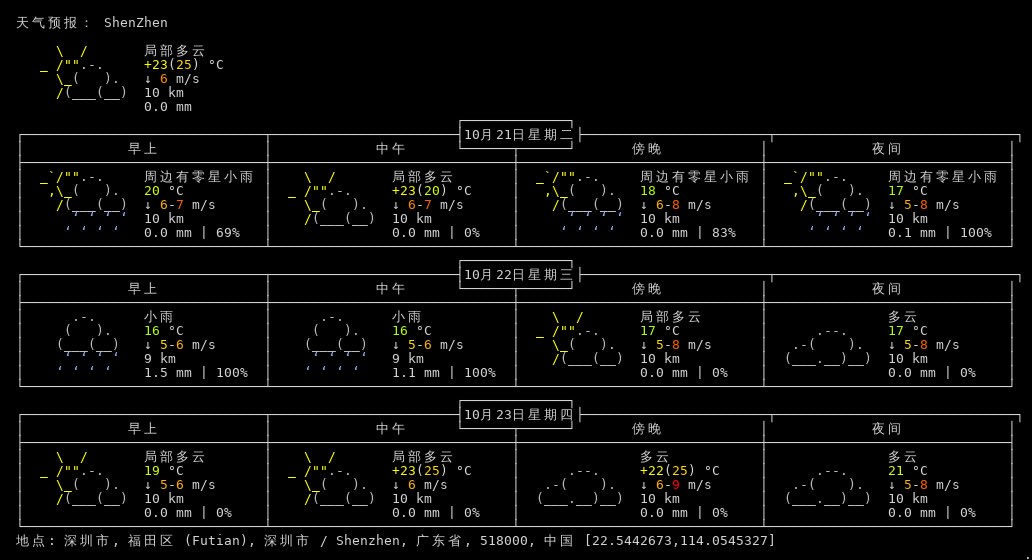 天气预报： ShenZhen
局部多云
+23(25) °C
↓ 6 m/s
10 km
0.0 mm
10月21日星期二
早上 中午 傍晚 夜间
周边有零星小雨 局部多云 周边有零星小雨 周边有零星小雨
20 °C +23(20) °C 18 °C 17 °C
↓ 6-7 m/s ↓ 6-7 m/s ↓ 6-8 m/s ↓ 5-8 m/s
10 km 10 km 10 km 10 km
0.0 mm | 69% 0.0 mm | 0% 0.0 mm | 83% 0.1 mm | 100%
10月22日星期三
早上 中午 傍晚 夜间
小雨 小雨 局部多云 多云
16 °C 16 °C 17 °C 17 °C
↓ 5-6 m/s ↓ 5-6 m/s ↓ 5-8 m/s ↓ 5-8 m/s
9 km 9 km 10 km 10 km
1.5 mm | 100% 1.1 mm | 100% 0.0 mm | 0% 0.0 mm | 0%
10月23日星期四
早上 中午 傍晚 夜间
局部多云 局部多云 多云 多云
19 °C +23(25) °C +22(25) °C 21 °C
↓ 5-6 m/s ↓ 6 m/s ↓ 6-9 m/s ↓ 5-8 m/s
10 km 10 km 10 km 10 km
0.0 mm | 0% 0.0 mm | 0% 0.0 mm | 0% 0.0 mm | 0%
地点: 深圳市, 福田区 (Futian), 深圳市 / Shenzhen, 广东省, 518000, 中国 [22.5442673,114.0545327]